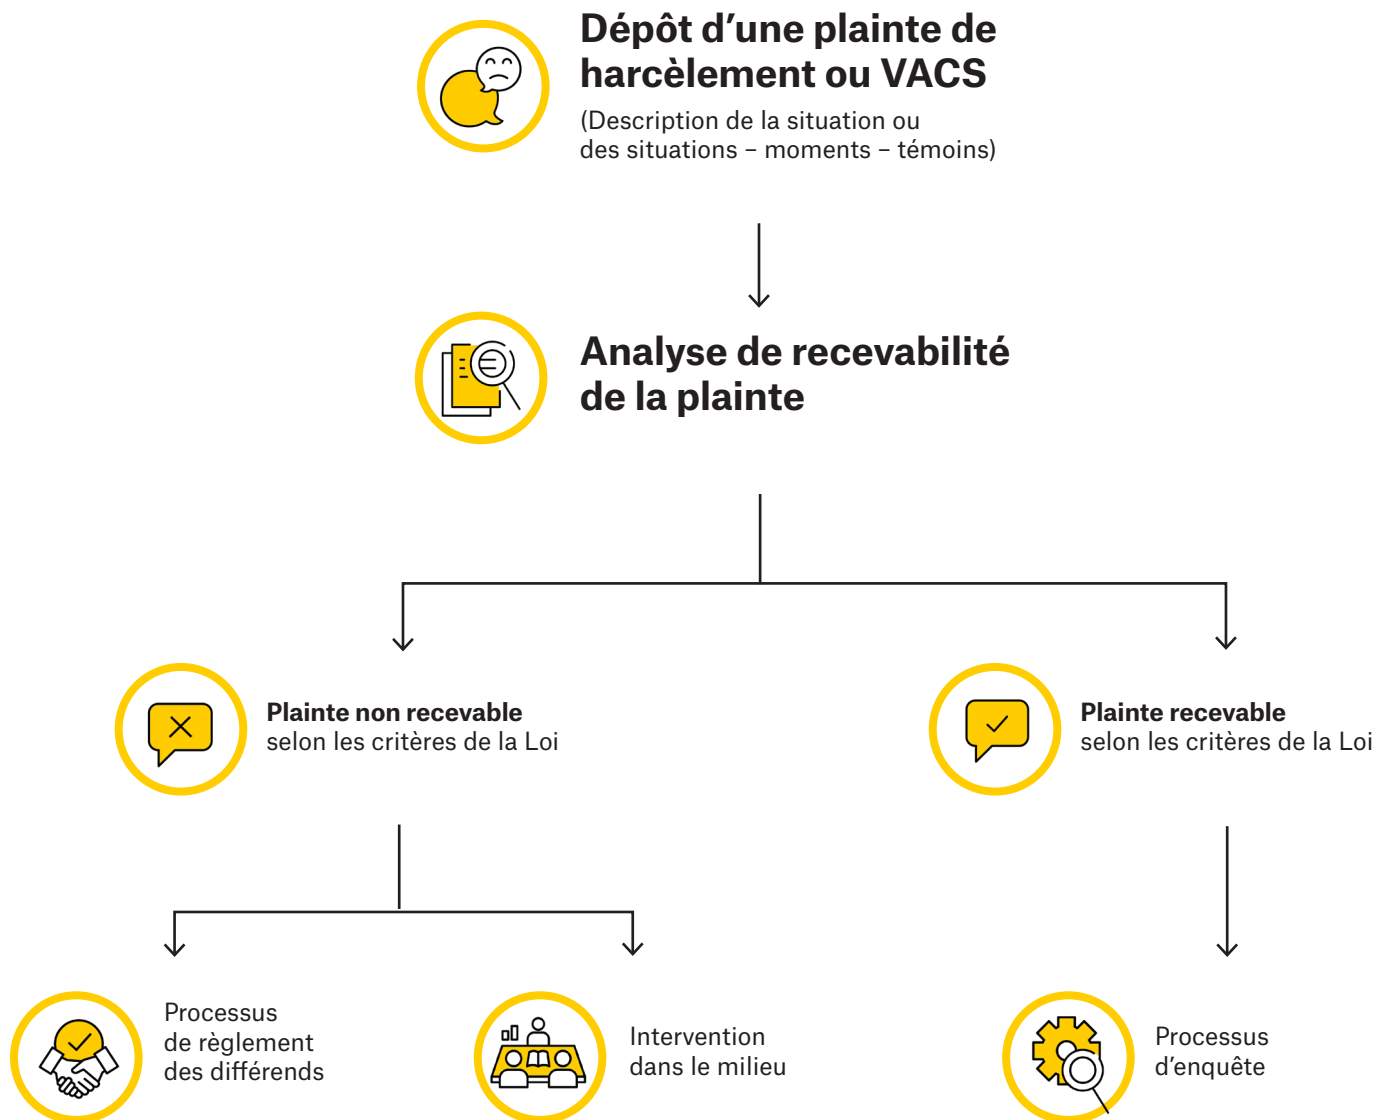 Dépôt d’une plainte de
harcèlement ou VACS
(Description de la situation ou
des situations – moments – témoins)
Analyse de recevabilité
de la plainte
Plainte non recevable
selon les critères de la Loi
Plainte recevable
selon les critères de la Loi
Processus
de règlement
des différends
Intervention
dans le milieu
Processus
d’enquête